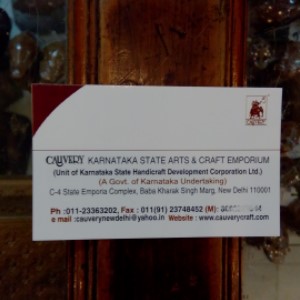 CAUVERY KARNATAKA STATE ARTS & CRAFT EMPORIUM
(Unit of Karnataka State Handicraft Development Corporation Ltd.)
(A Govt. of Karnataka Undertaking)
C-4 State Emporia Complex, Baba Kharak Singh Marg, New Delhi 110001
Ph :011-23363202, Fax : 011(91) 23748452 (M):
e mail :cauverynewdelhi@yahoo.in Website : www.cauverycraft.com